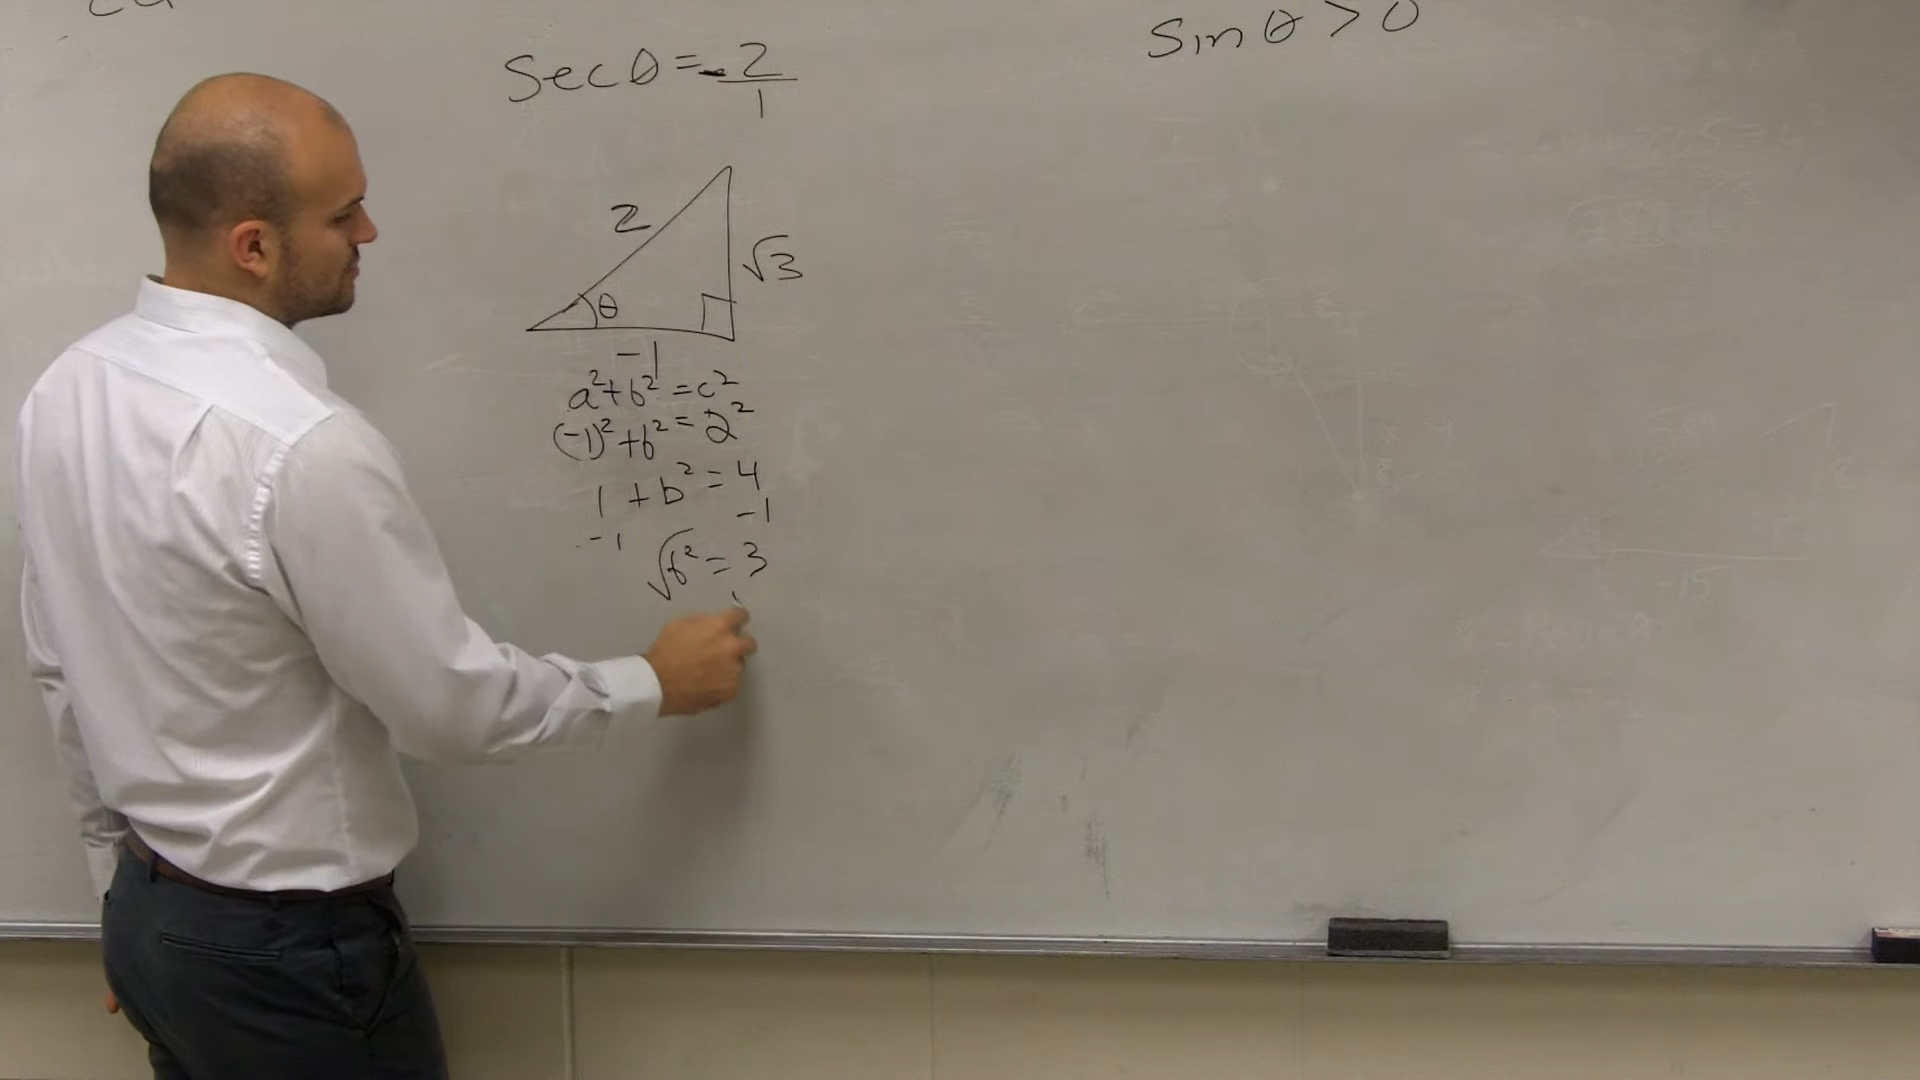 sec θ = -2/1
sin θ > 0
2
√3
θ
-1
a² + b² = c²
(-1)² + b² = 2²
1 + b² = 4
-1 -1
√b² = 3